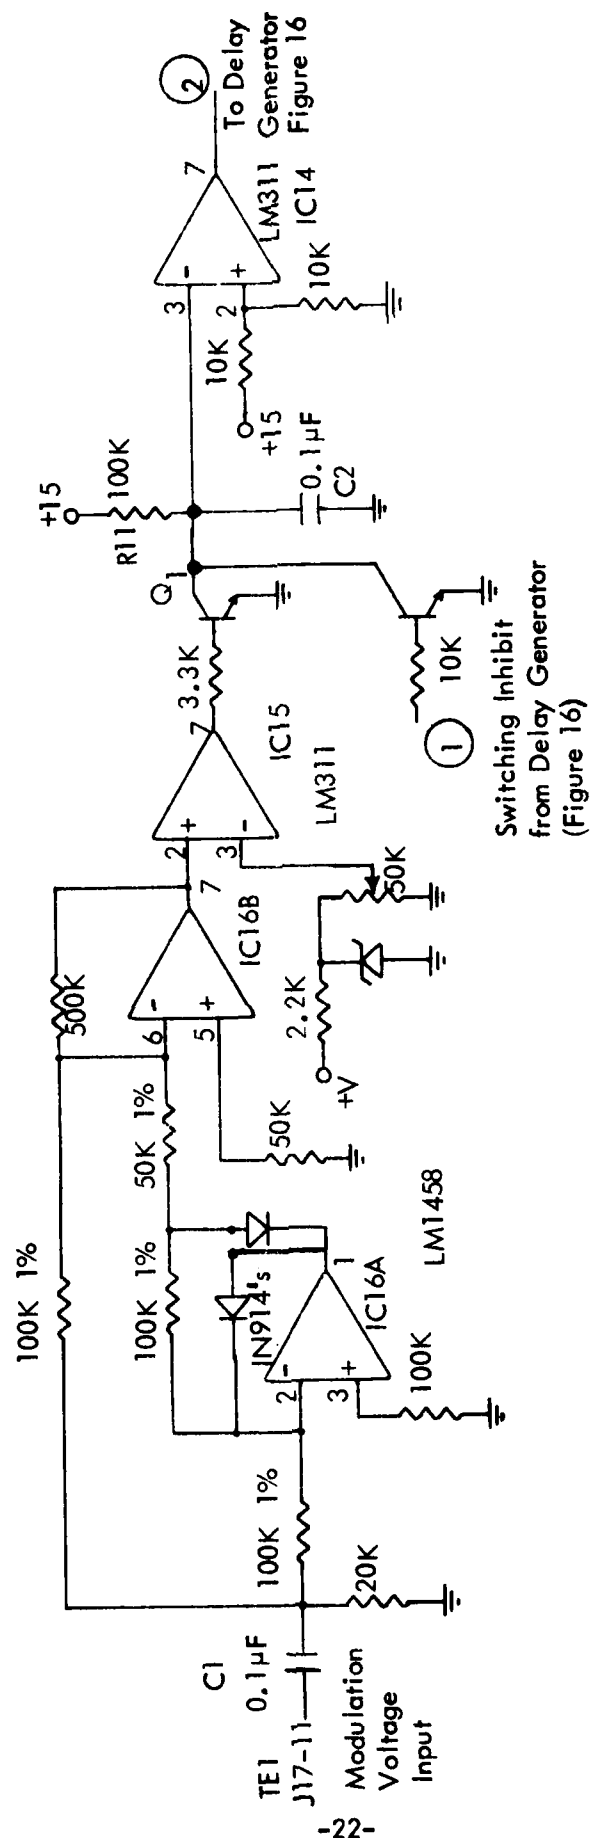 TE1
J17-11
C1
0.1µF
Modulation
Voltage
Input
100K 1%
20K
100K 1%
100K 1%
50K 1%
IN914's
2
3
1
IC16A
LM1458
100K
500K
6
5
7
IC16B
50K
+V
2.2K
50K
2
3
7
IC15
LM311
3.3K
Q1
+15
R11
100K
0.1µF
C2
10K
1
Switching Inhibit
from Delay Generator
(Figure 16)
+15
10K
10K
3
2
7
LM311
IC14
2
To Delay
Generator
Figure 16
-
+
-
+
+
-
-
+
-22-